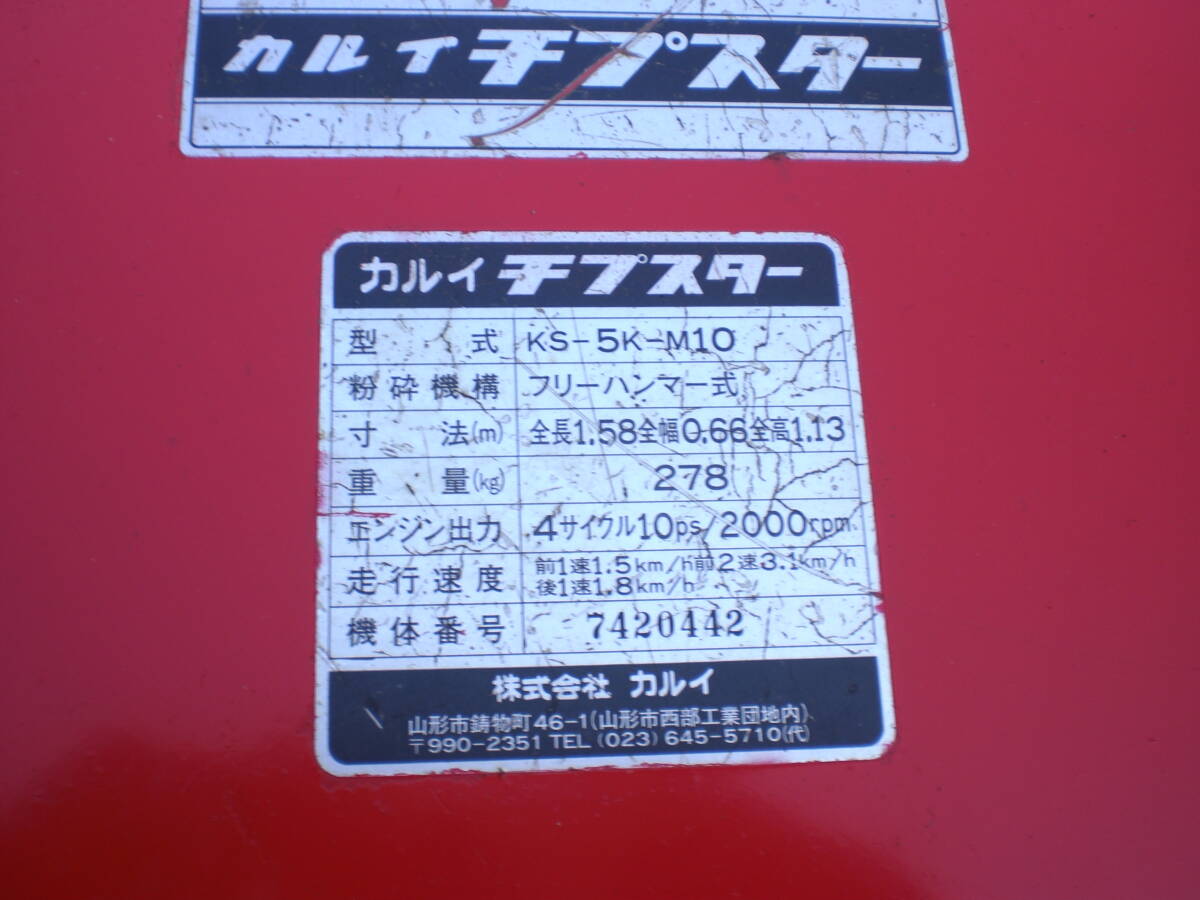 カルイ チプスター
カルイ チプスター
型式 KS-5K-M10
粉砕機構 フリーハンマー式
寸法(m) 全長1.58全幅0.66全高1.13
重量(kg) 278
エンジン出力 4サイクル10ps/2000rpm
走行速度 前1速1.5km/h前2速3.1km/h
後1速1.8km/h
機体番号 7420442
株式会社 カルイ
山形市鋳物町46-1(山形市西部工業団地内)
〒990-2351 TEL (023) 645-5710(代)